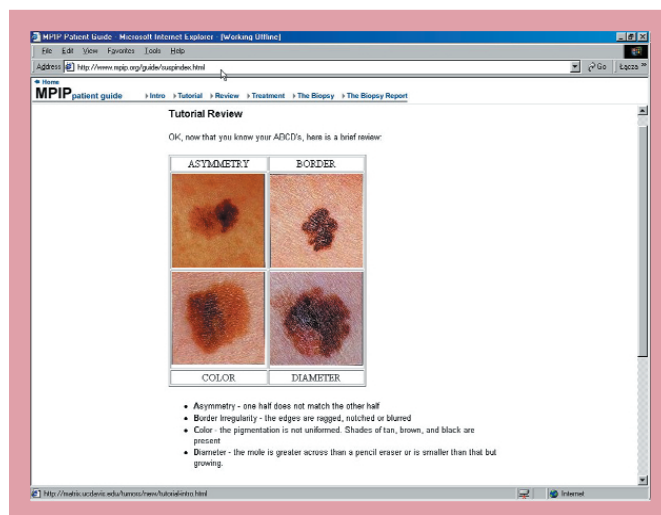 MPIP Patient Guide - Microsoft Internet Explorer - [Working Offline]
File Edit View Favorites Tools Help
Address http://www.mpip.org/guide/suspindex.html Go Łącza »
Home
MPIP patient guide Intro Tutorial Review Treatment The Biopsy The Biopsy Report
Tutorial Review
OK, now that you know your ABCD's, here is a brief review:
ASYMMETRY BORDER
COLOR DIAMETER
• Asymmetry - one half does not match the other half
• Border Irregularity - the edges are ragged, notched or blurred
• Color - the pigmentation is not uniformed. Shades of tan, brown, and black are
present
• Diameter - the mole is greater across than a pencil eraser or is smaller than that but
growing.
http://matrix.ucdavis.edu/tumors/new/tutorial-intro.html Internet